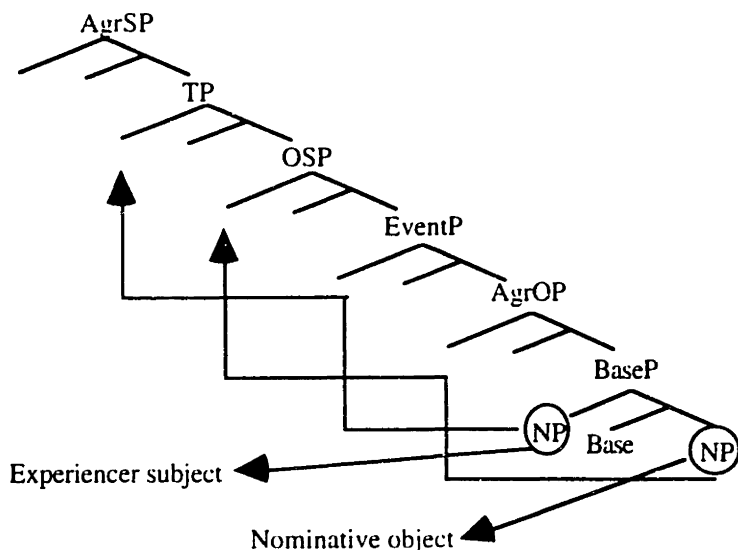 AgrSP
TP
OSP
EventP
AgrOP
BaseP
NP Base NP
Experiencer subject
Nominative object